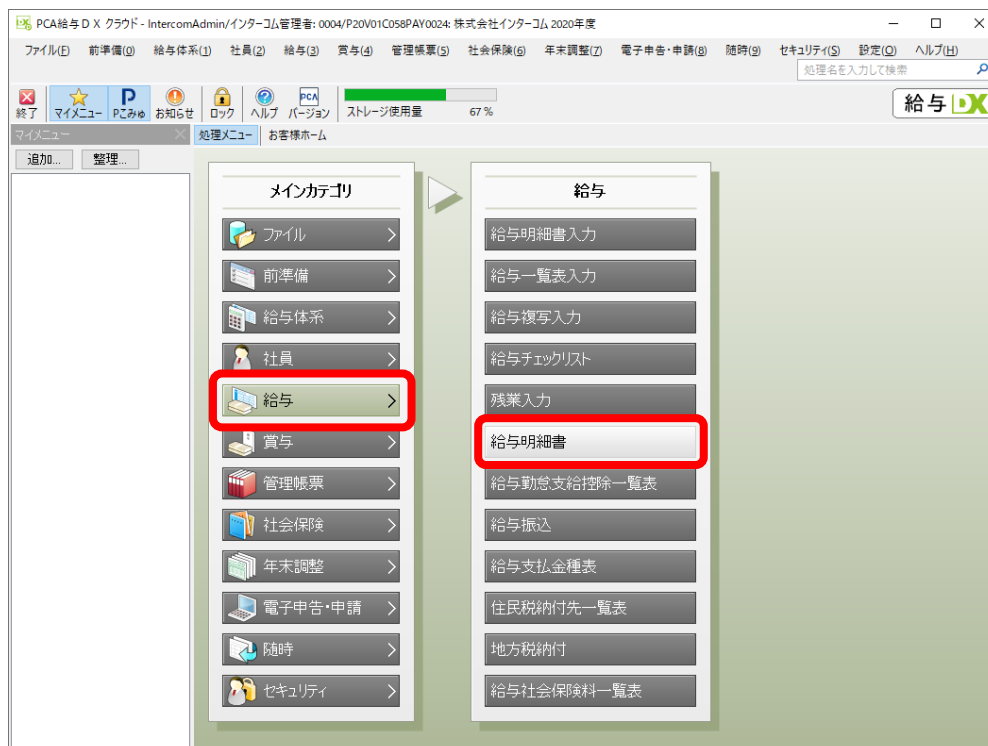 PCA給与DX クラウド - IntercomAdmin/インターコム管理者: 0004/P20V01C058PAY0024: 株式会社インターコム 2020年度
ファイル(F) 前準備(0) 給与体系(1) 社員(2) 給与(3) 賞与(4) 管理帳票(5) 社会保険(6) 年末調整(7) 電子申告・申請(8) 随時(9) セキュリティ(S) 設定(O) ヘルプ(H)
処理名を入力して検索
終了 マイメニュー Pこみゅ お知らせ ロック ヘルプ バージョン ストレージ使用量 67%
PCA
給与DX
マイメニュー
処理メニュー お客様ホーム
追加... 整理...
メインカテゴリ
ファイル
前準備
給与体系
社員
給与
賞与
管理帳票
社会保険
年末調整
電子申告・申請
随時
セキュリティ
給与
給与明細書入力
給与一覧表入力
給与複写入力
給与チェックリスト
残業入力
給与明細書
給与勤怠支給控除一覧表
給与振込
給与支払金種表
住民税納付先一覧表
地方税納付
給与社会保険料一覧表